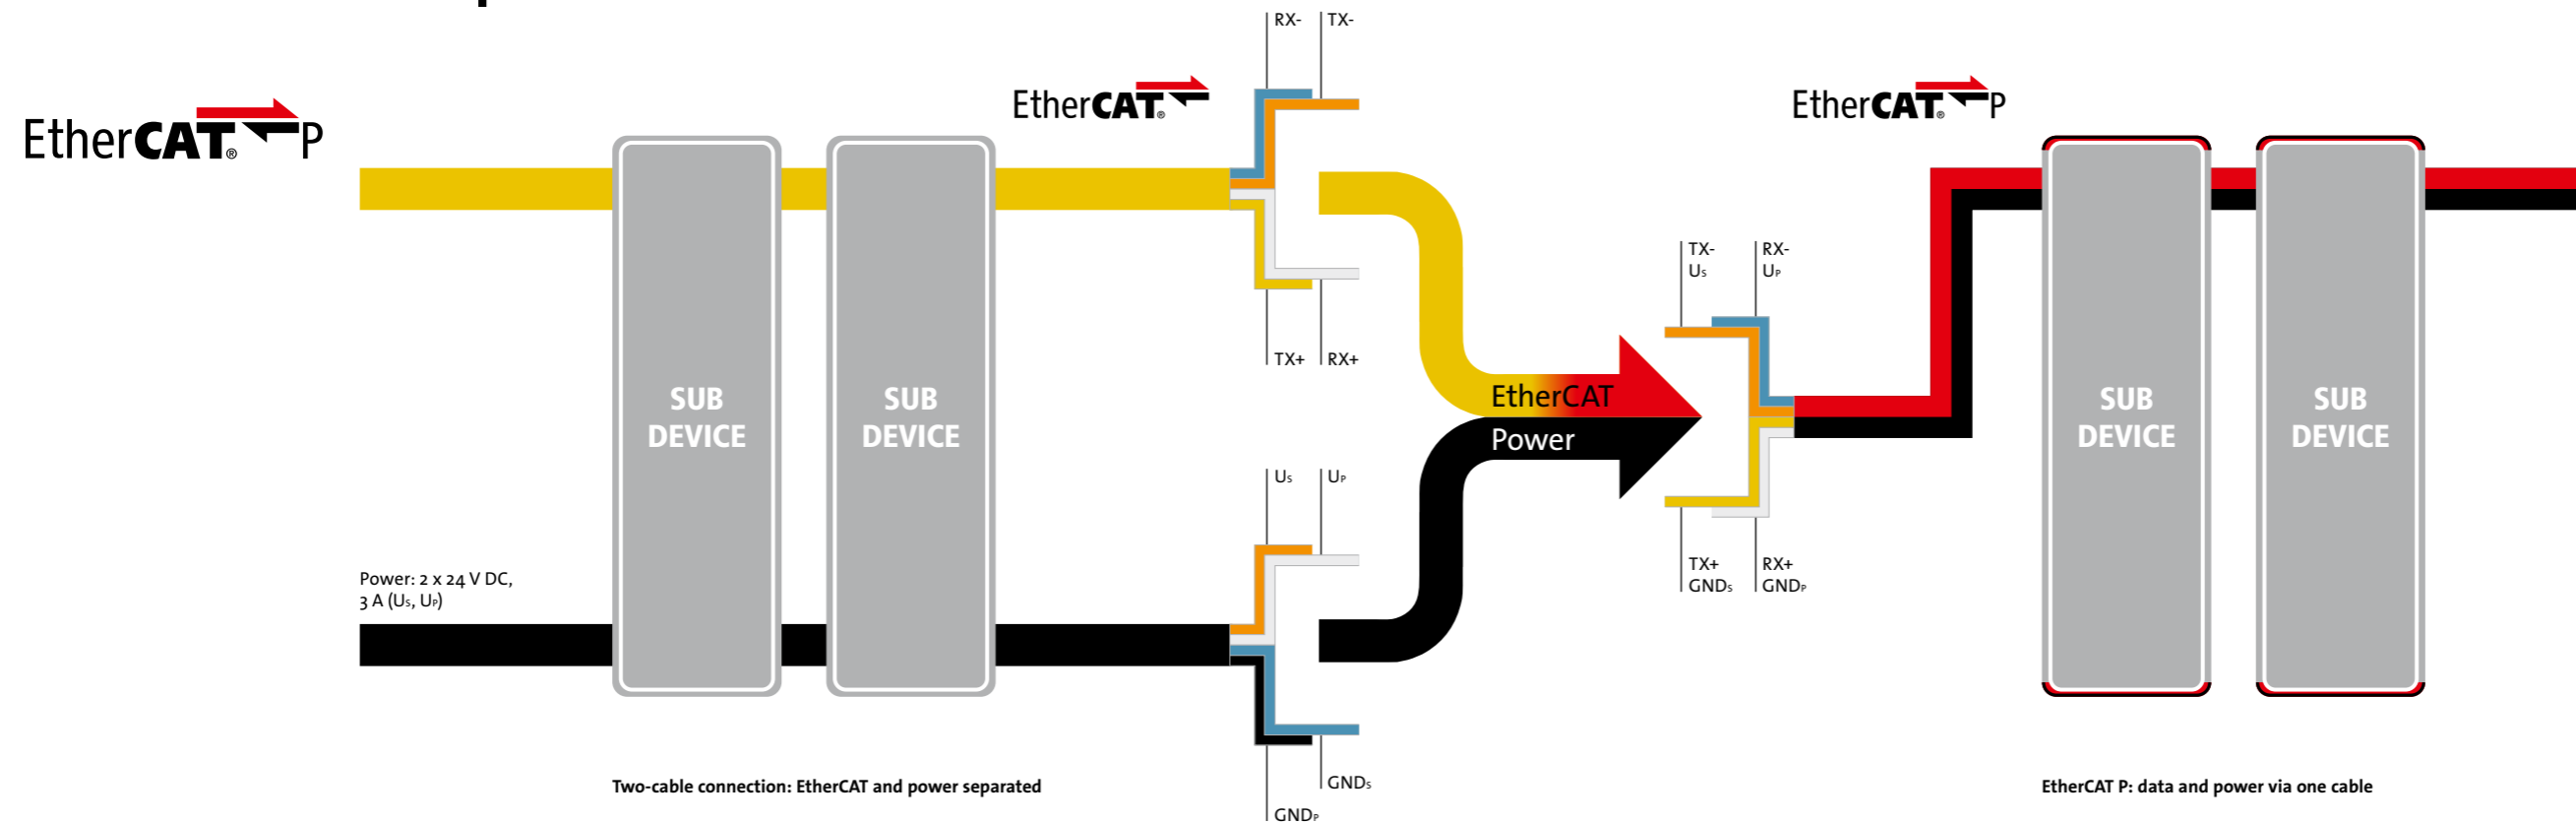 RX-
TX-
EtherCAT®P
EtherCAT®
EtherCAT®P
TX-
US
RX-
UP
TX+
RX+
SUB
DEVICE
SUB
DEVICE
EtherCAT
Power
SUB
DEVICE
SUB
DEVICE
US
UP
Power: 2 x 24 V DC,
3 A (US, UP)
TX+
GNDS
RX+
GNDP
Two-cable connection: EtherCAT and power separated
GNDS
GNDP
EtherCAT P: data and power via one cable